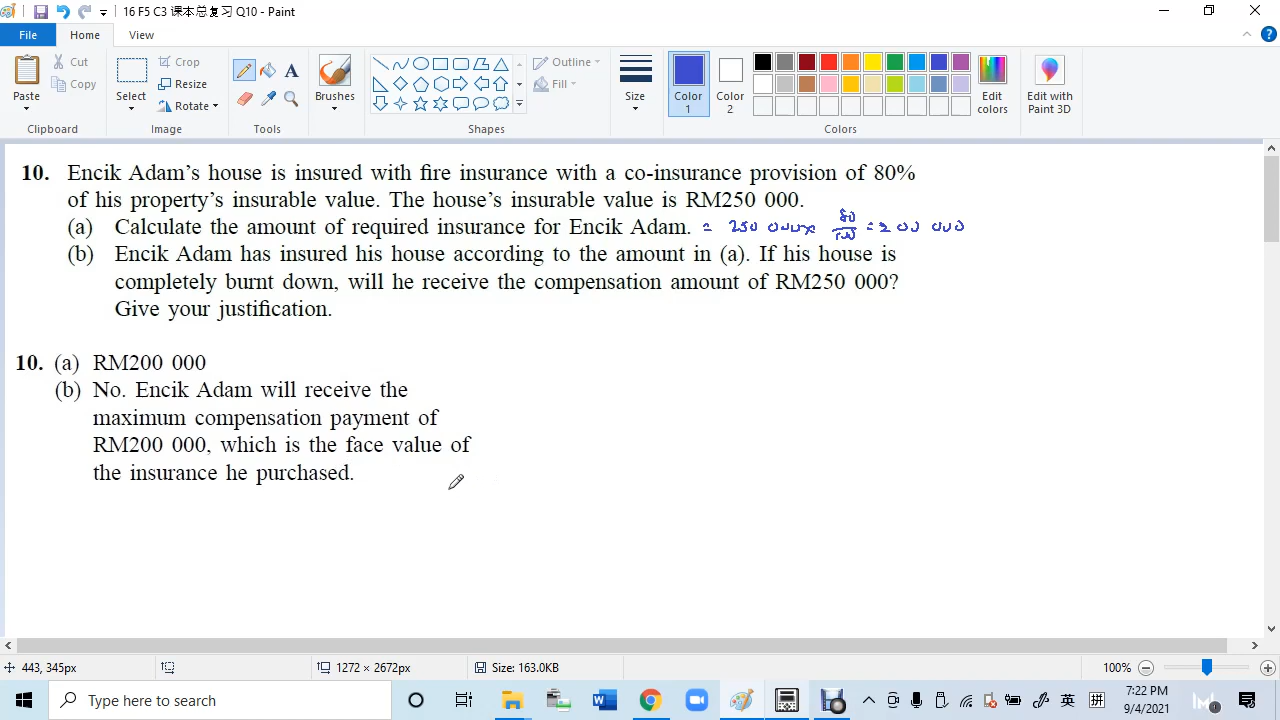 16 F5 C3 课本总复习 Q10 - Paint
File Home View
Cut
Copy
Paste
Clipboard
Select
Crop
Resize
Rotate
Image
Tools
Brushes
Shapes
Outline
Fill
Size
Color 1
Color 2
Edit colors
Colors
Edit with Paint 3D
10. Encik Adam’s house is insured with fire insurance with a co-insurance provision of 80%
of his property’s insurable value. The house’s insurable value is RM250 000.
(a) Calculate the amount of required insurance for Encik Adam. = 250 000 x 80/100 = 200 000
(b) Encik Adam has insured his house according to the amount in (a). If his house is
completely burnt down, will he receive the compensation amount of RM250 000?
Give your justification.
10. (a) RM200 000
(b) No. Encik Adam will receive the
maximum compensation payment of
RM200 000, which is the face value of
the insurance he purchased.
443, 345px
1272 × 2672px
Size: 163.0KB
100%
Type here to search
英
拼
7:22 PM
9/4/2021